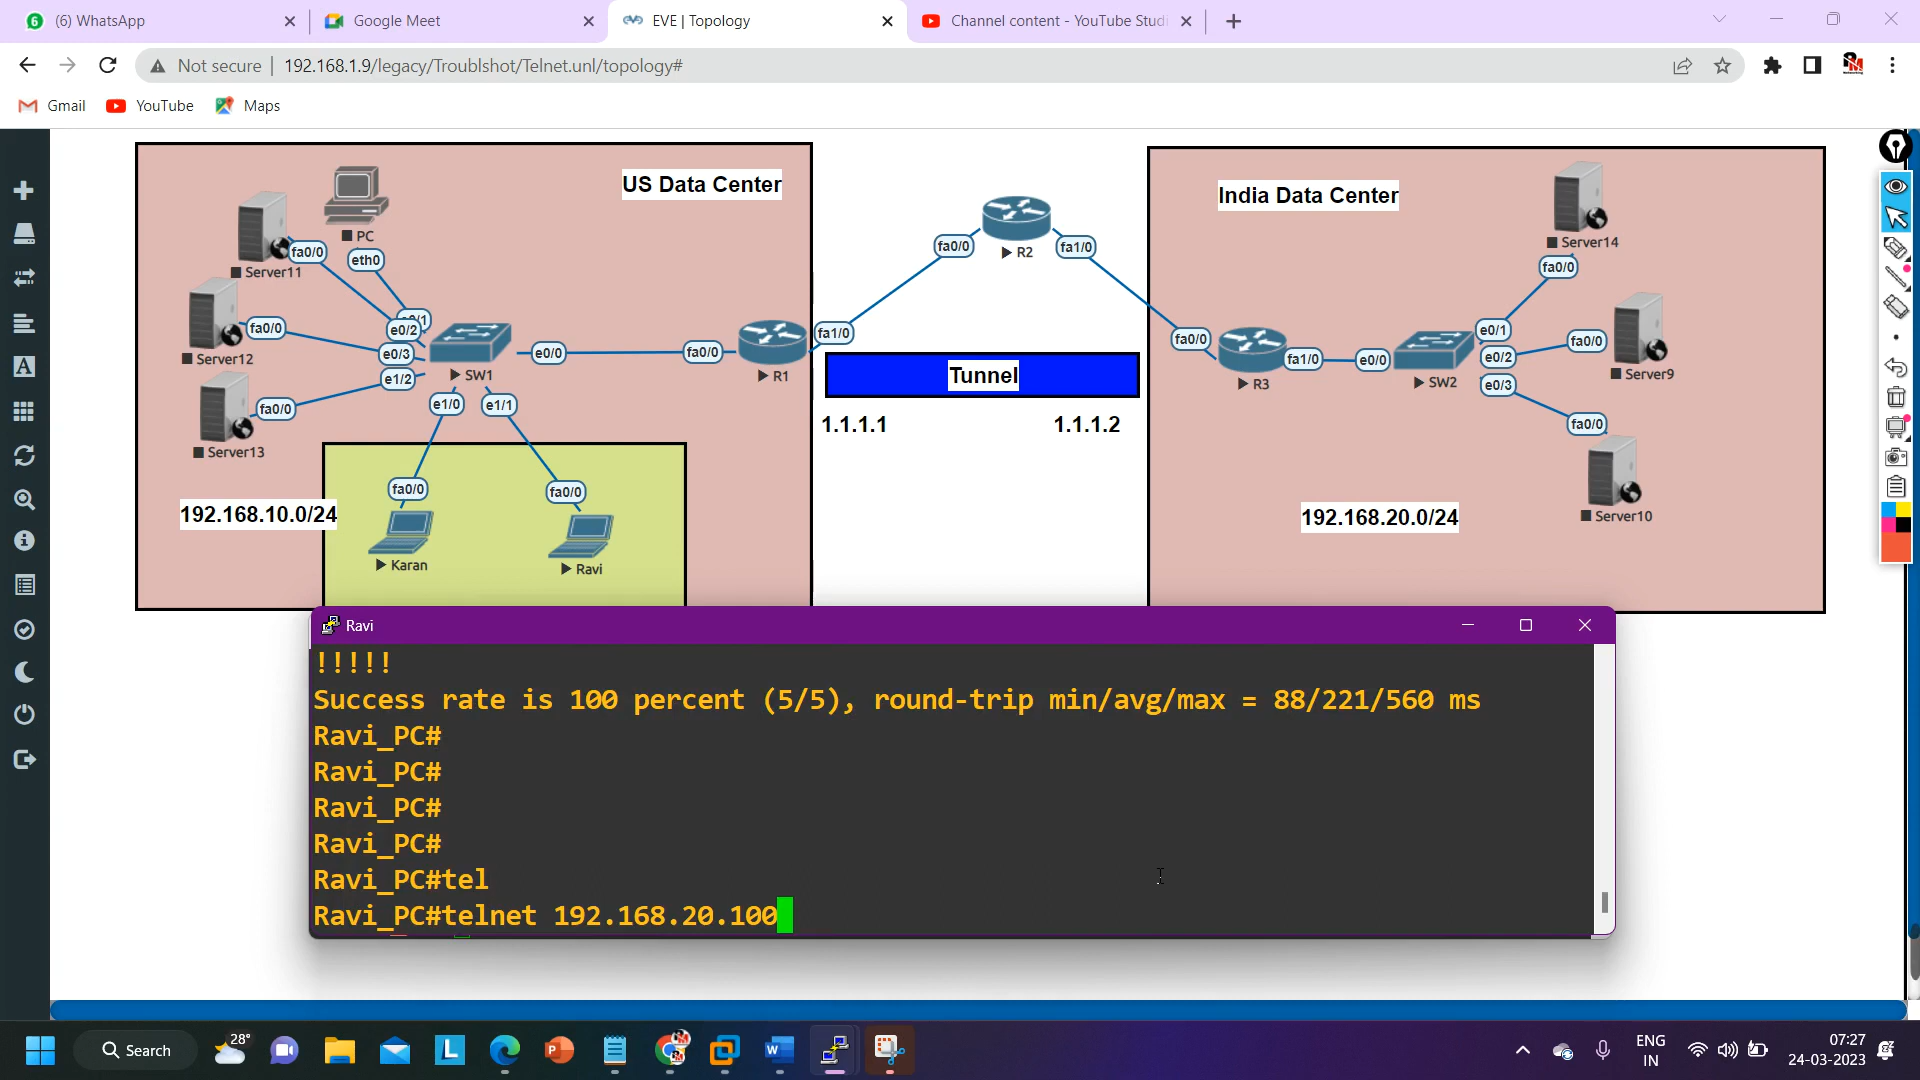 (6) WhatsApp
Google Meet
EVE | Topology
Channel content - YouTube Studi
Not secure
192.168.1.9/legacy/Troublshot/Telnet.unl/topology#
Gmail
YouTube
Maps
US Data Center
India Data Center
PC
eth0
Server11
fa0/0
Server12
fa0/0
Server13
fa0/0
e0/2
e0/3
e1/2
e1/0
e1/1
SW1
e0/0
fa0/0
R1
fa1/0
fa0/0
R2
fa1/0
Tunnel
1.1.1.1
1.1.1.2
fa0/0
R3
fa1/0
e0/0
SW2
e0/1
e0/2
e0/3
Server14
fa0/0
fa0/0
Server9
fa0/0
Server10
192.168.10.0/24
192.168.20.0/24
fa0/0
fa0/0
Karan
Ravi
Ravi
!!!!!
Success rate is 100 percent (5/5), round-trip min/avg/max = 88/221/560 ms
Ravi_PC#
Ravi_PC#
Ravi_PC#
Ravi_PC#
Ravi_PC#tel
Ravi_PC#telnet 192.168.20.100
28°
Search
ENG
IN
07:27
24-03-2023